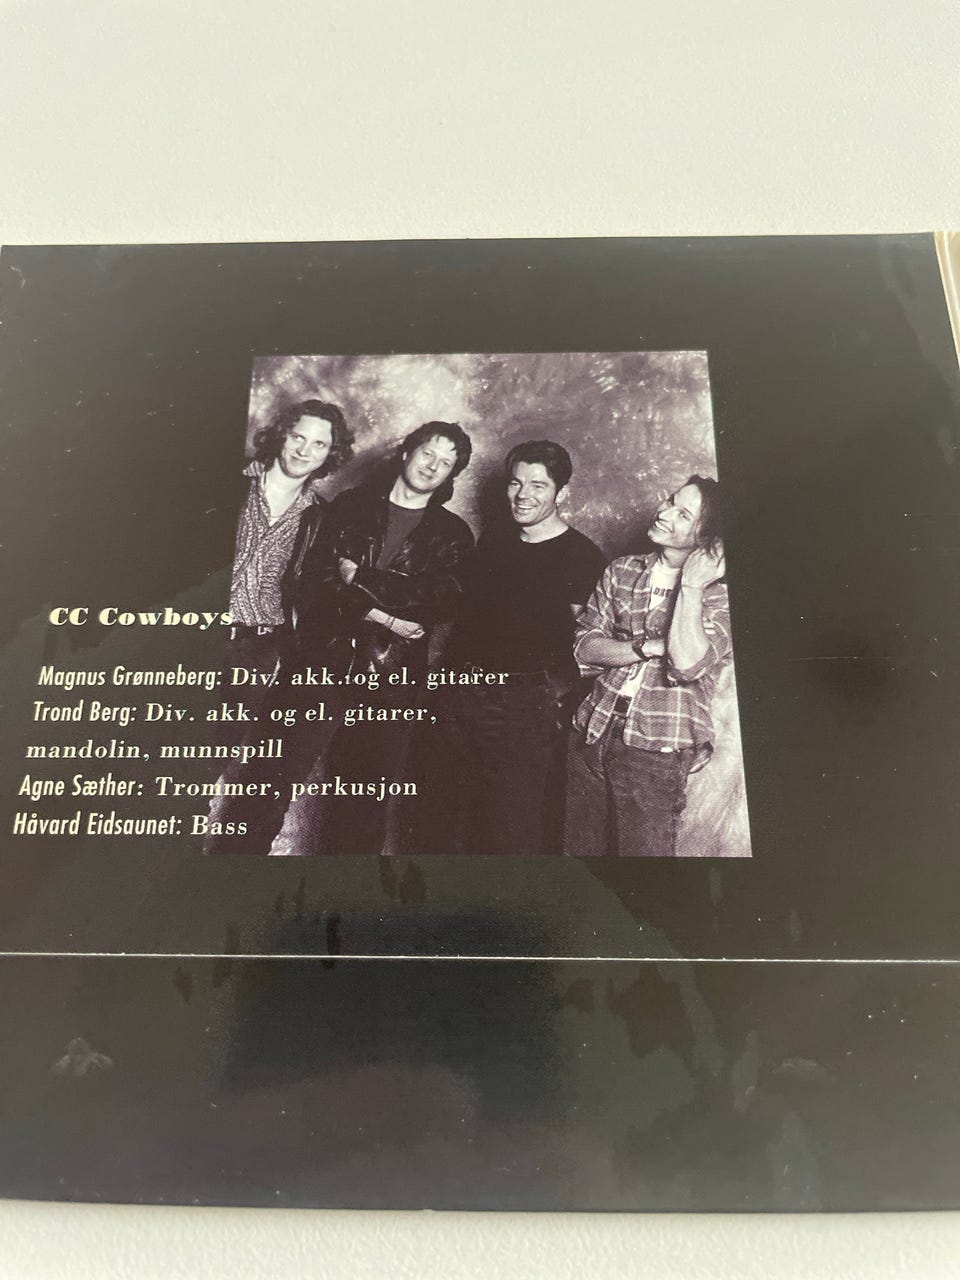 CC Cowboys
Magnus Grønneberg: Div. akk. og el. gitarer
Trond Berg: Div. akk. og el. gitarer,
mandolin, munnspill
Agne Sæther: Trommer, perkusjon
Håvard Eidsaunet: Bass